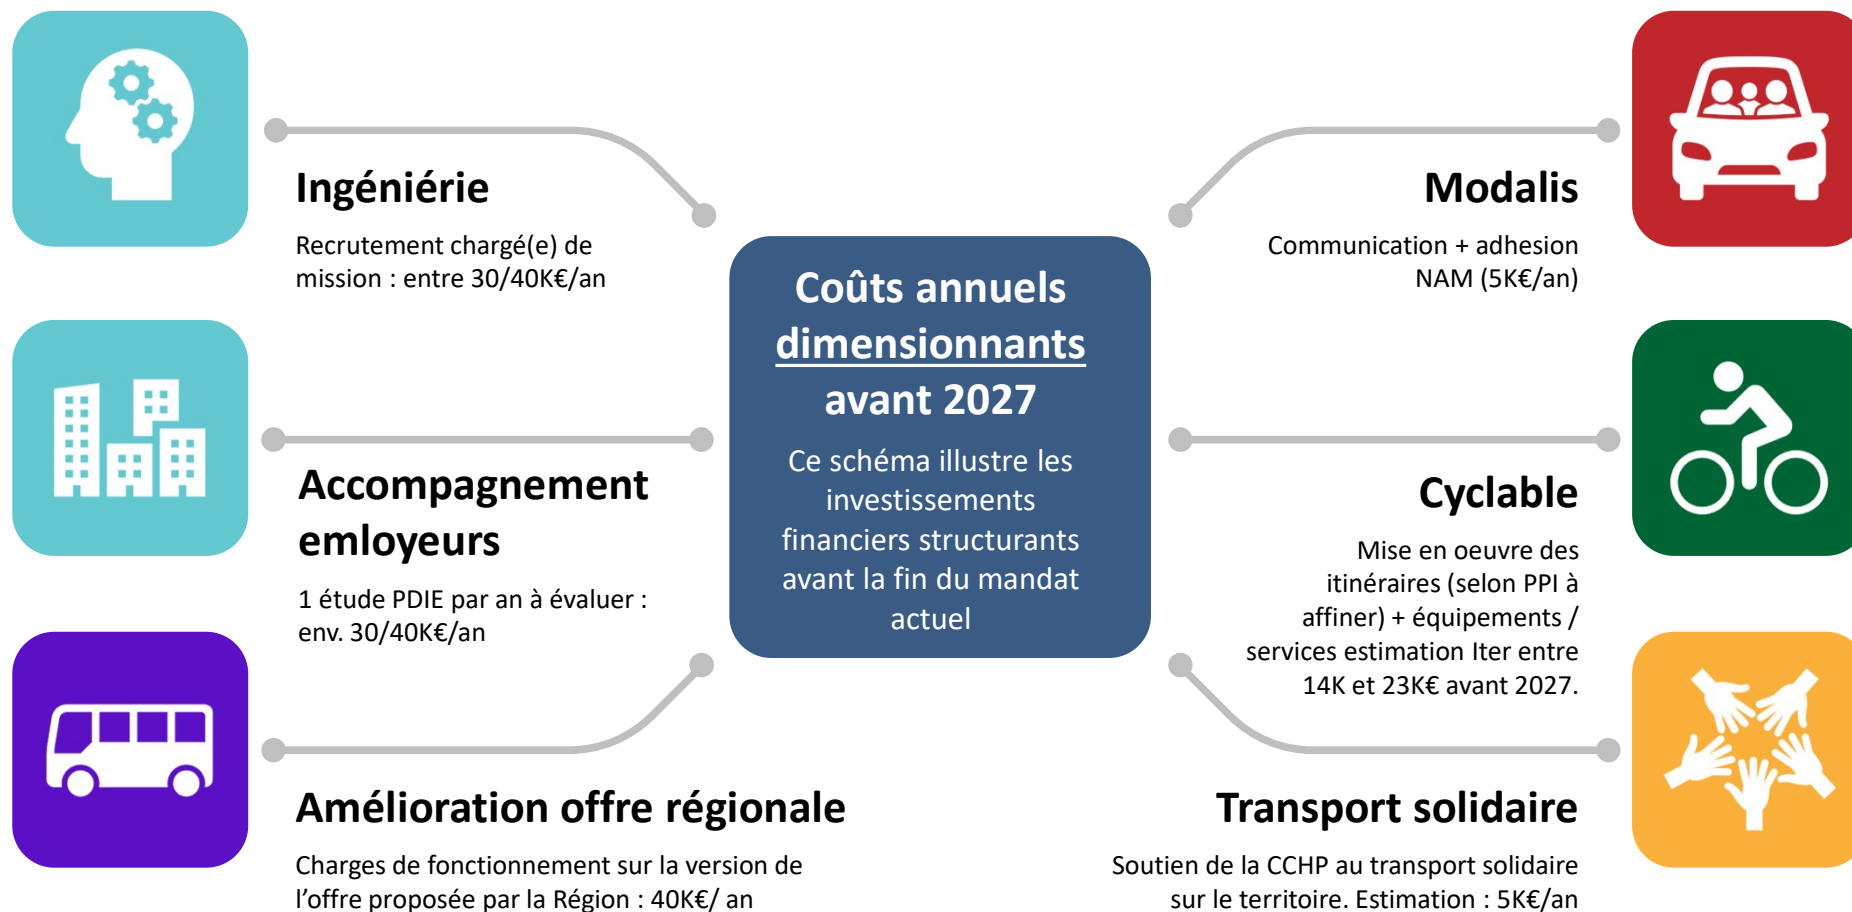 Ingéniérie
Recrutement chargé(e) de
mission : entre 30/40K€/an
Accompagnement
emloyeurs
1 étude PDIE par an à évaluer :
env. 30/40K€/an
Amélioration offre régionale
Charges de fonctionnement sur la version de
l’offre proposée par la Région : 40K€/ an
Coûts annuels
dimensionnants
avant 2027
Ce schéma illustre les
investissements
financiers structurants
avant la fin du mandat
actuel
Modalis
Communication + adhesion
NAM (5K€/an)
Cyclable
Mise en oeuvre des
itinéraires (selon PPI à
affiner) + équipements /
services estimation Iter entre
14K et 23K€ avant 2027.
Transport solidaire
Soutien de la CCHP au transport solidaire
sur le territoire. Estimation : 5K€/an